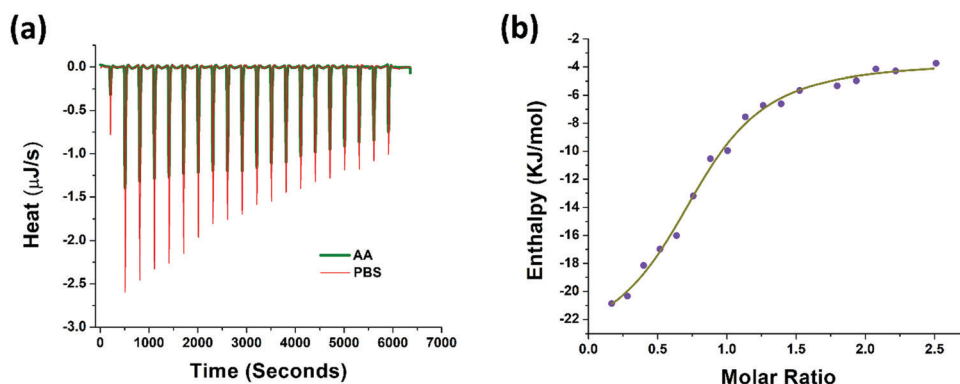 (a)
0.0
-0.5
-1.0
-1.5
-2.0
-2.5
-3.0
Heat (μJ/s)
AA
PBS
0 1000 2000 3000 4000 5000 6000 7000
Time (Seconds)
(b)
-4
-6
-8
-10
-12
-14
-16
-18
-20
-22
Enthalpy (KJ/mol)
0.0 0.5 1.0 1.5 2.0 2.5
Molar Ratio